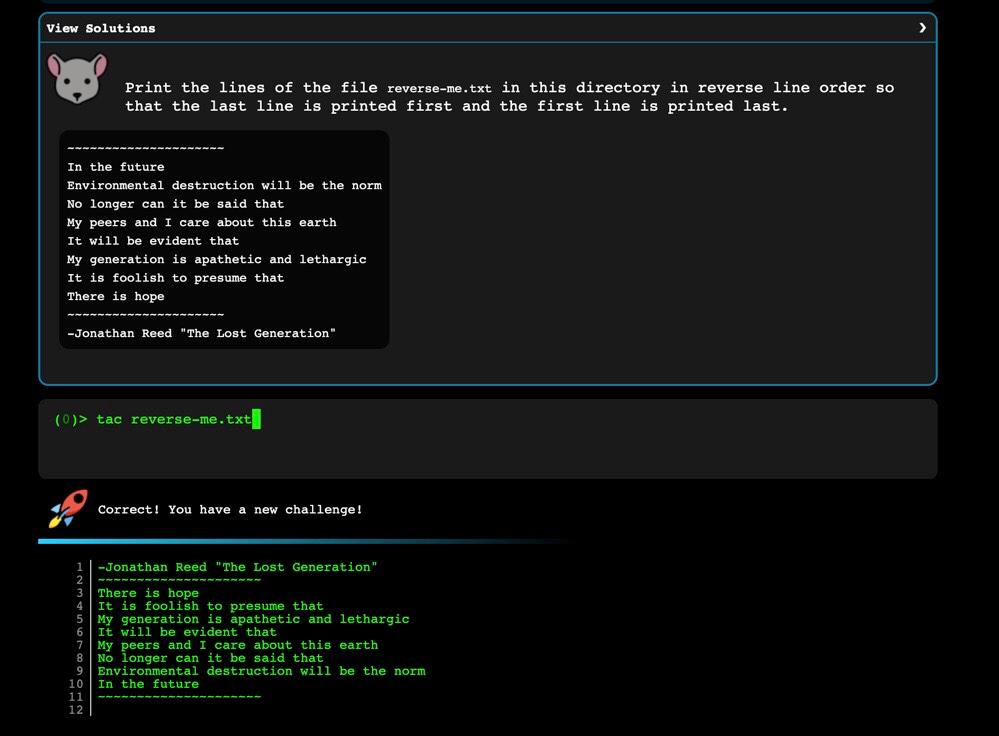 View Solutions ❯
Print the lines of the file reverse-me.txt in this directory in reverse line order so
that the last line is printed first and the first line is printed last.
~~~~~~~~~~~~~~~~~~~~~
In the future
Environmental destruction will be the norm
No longer can it be said that
My peers and I care about this earth
It will be evident that
My generation is apathetic and lethargic
It is foolish to presume that
There is hope
~~~~~~~~~~~~~~~~~~~~~
-Jonathan Reed "The Lost Generation"
(0)> tac reverse-me.txt
Correct! You have a new challenge!
1 -Jonathan Reed "The Lost Generation"
2 ~~~~~~~~~~~~~~~~~~~~~
3 There is hope
4 It is foolish to presume that
5 My generation is apathetic and lethargic
6 It will be evident that
7 My peers and I care about this earth
8 No longer can it be said that
9 Environmental destruction will be the norm
10 In the future
11 ~~~~~~~~~~~~~~~~~~~~~
12